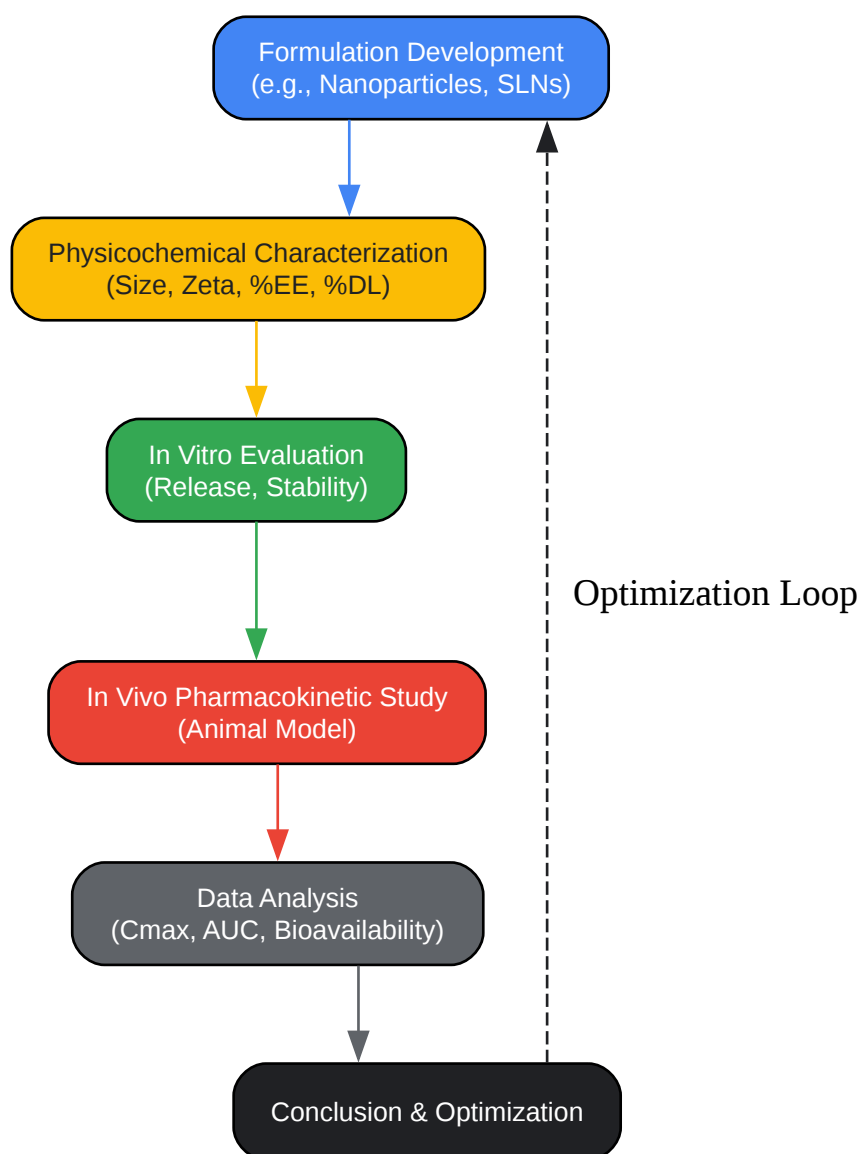 Formulation Development
(e.g., Nanoparticles, SLNs)
Physicochemical Characterization
(Size, Zeta, %EE, %DL)
In Vitro Evaluation
(Release, Stability)
Optimization Loop
In Vivo Pharmacokinetic Study
(Animal Model)
Data Analysis
(Cmax, AUC, Bioavailability)
Conclusion & Optimization